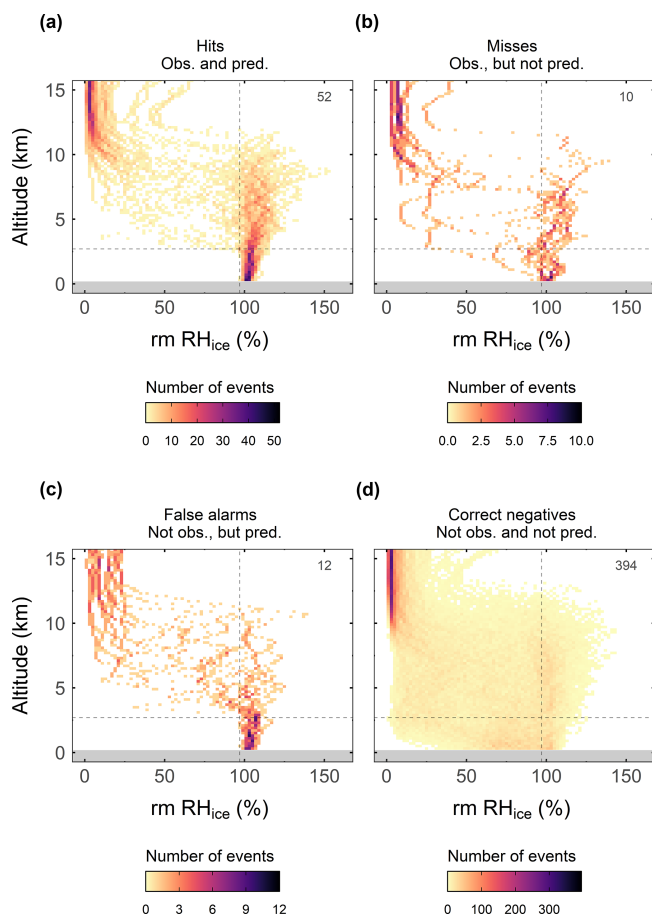 (a)
Hits
Obs. and pred.
52
15
10
5
0
Altitude (km)
0 50 100 150
rm RHice (%)
Number of events
0 10 20 30 40 50
(b)
Misses
Obs., but not pred.
10
15
10
5
0
0 50 100 150
rm RHice (%)
Number of events
0.0 2.5 5.0 7.5 10.0
(c)
False alarms
Not obs., but pred.
12
15
10
5
0
Altitude (km)
0 50 100 150
rm RHice (%)
Number of events
0 3 6 9 12
(d)
Correct negatives
Not obs. and not pred.
394
15
10
5
0
0 50 100 150
rm RHice (%)
Number of events
0 100 200 300